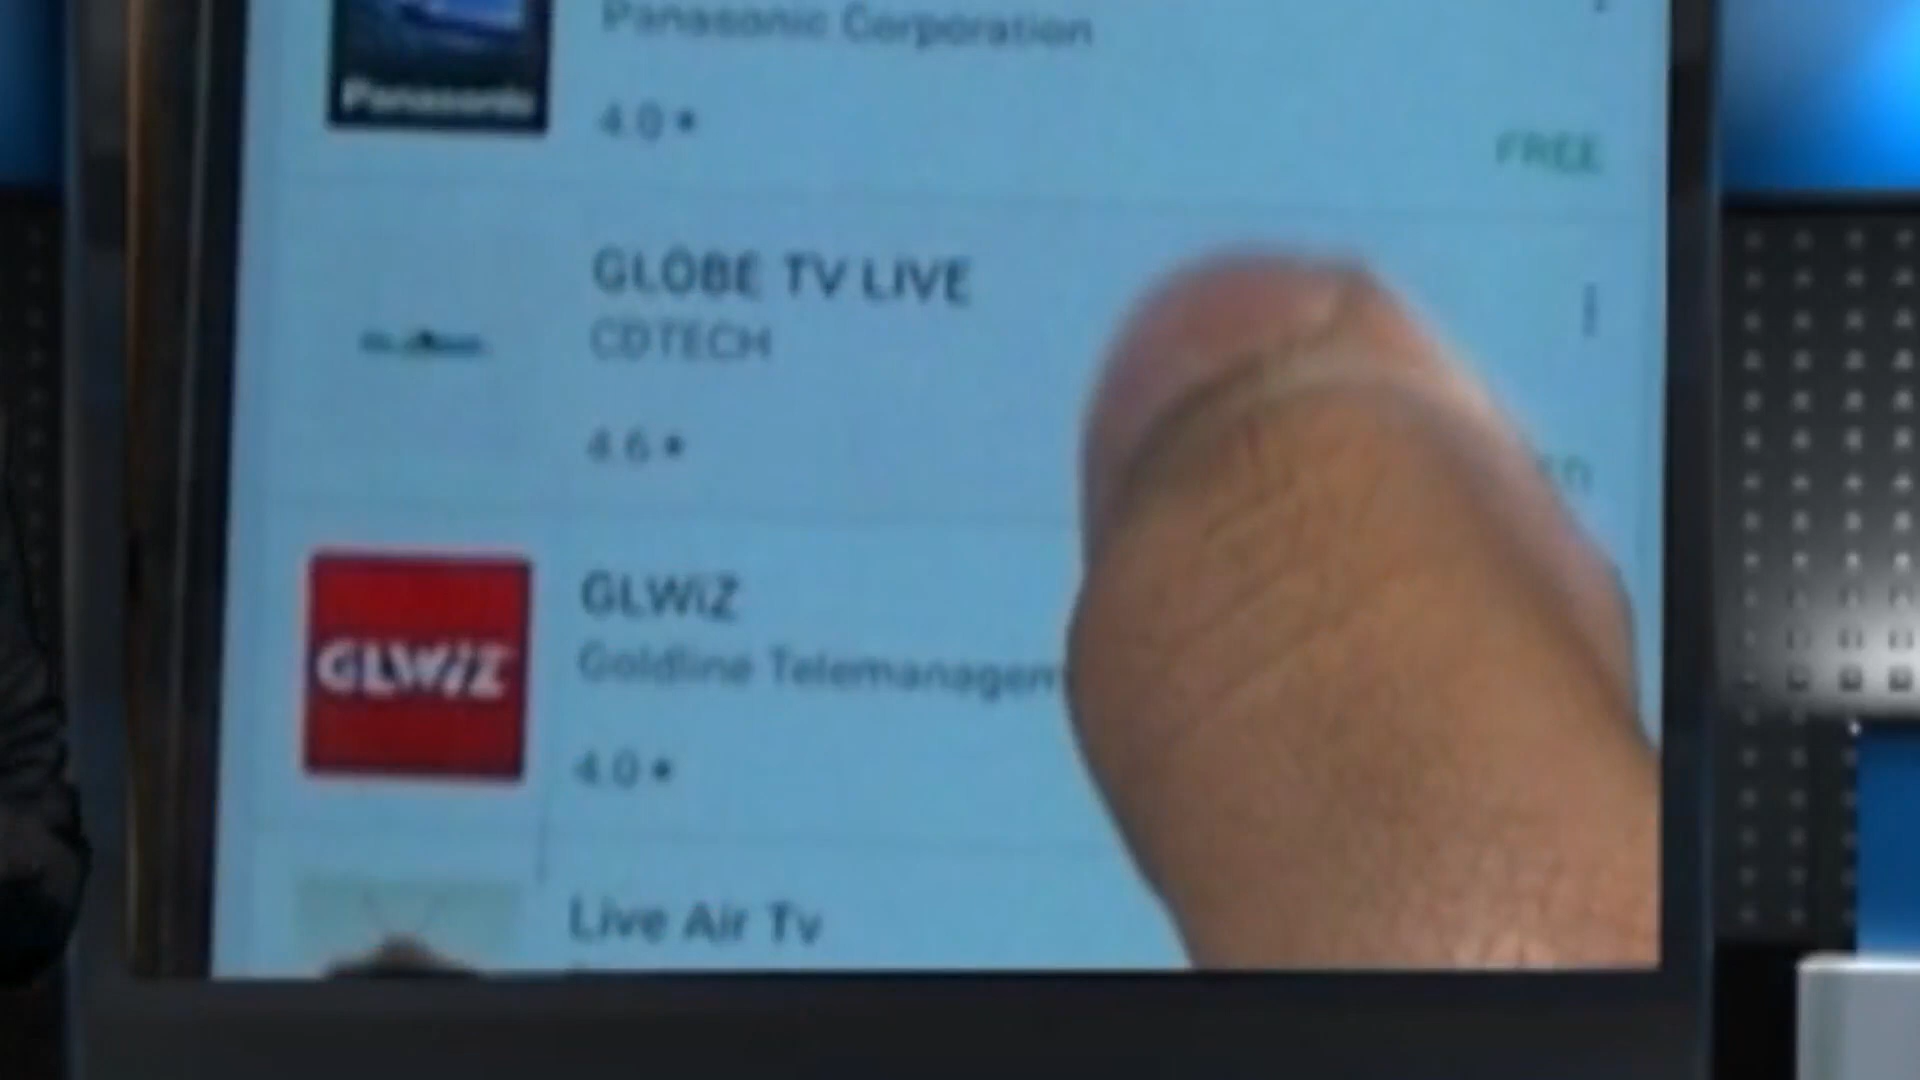 Panasonic Corporation
Panasonic
4.0 ★
FREE
GLOBE TV LIVE
CDTECH
4.6 ★
GLWiZ
GLWiZ
Goldline Telemanagem
4.0 ★
Live Air Tv